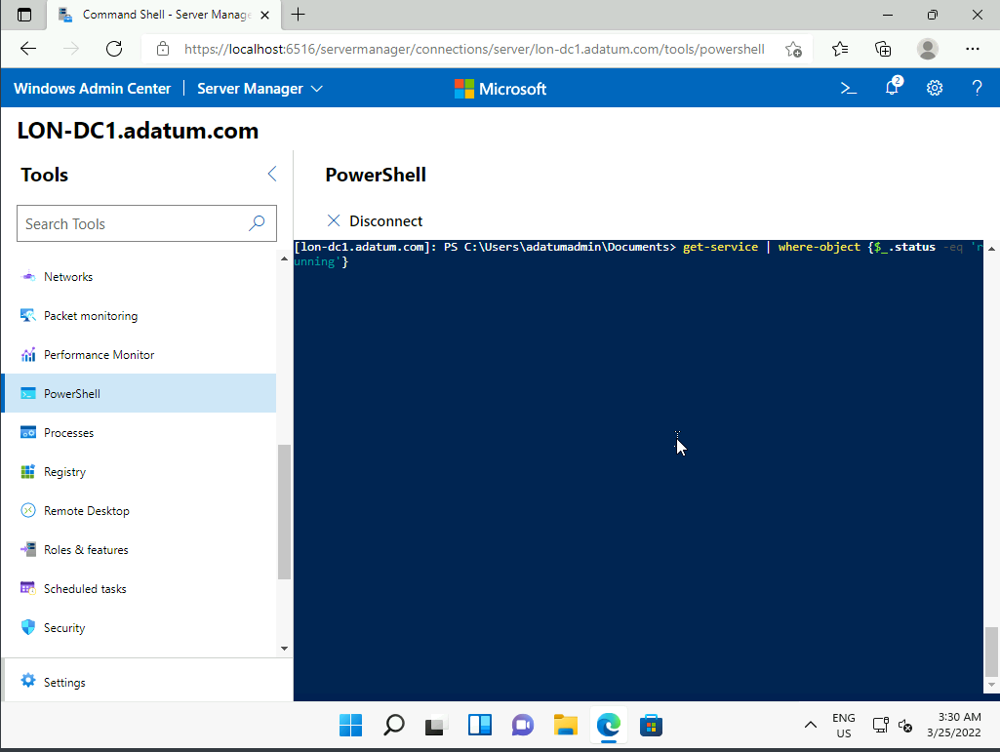 Command Shell - Server Manage
https://localhost:6516/servermanager/connections/server/lon-dc1.adatum.com/tools/powershell
Windows Admin Center | Server Manager
Microsoft
2
LON-DC1.adatum.com
Tools
Search Tools
Networks
Packet monitoring
Performance Monitor
PowerShell
Processes
Registry
Remote Desktop
Roles & features
Scheduled tasks
Security
Settings
PowerShell
Disconnect
[lon-dc1.adatum.com]: PS C:\Users\adatumadmin\Documents> get-service | where-object {$_.status -eq 'r
unning'}
ENG
US
3:30 AM
3/25/2022